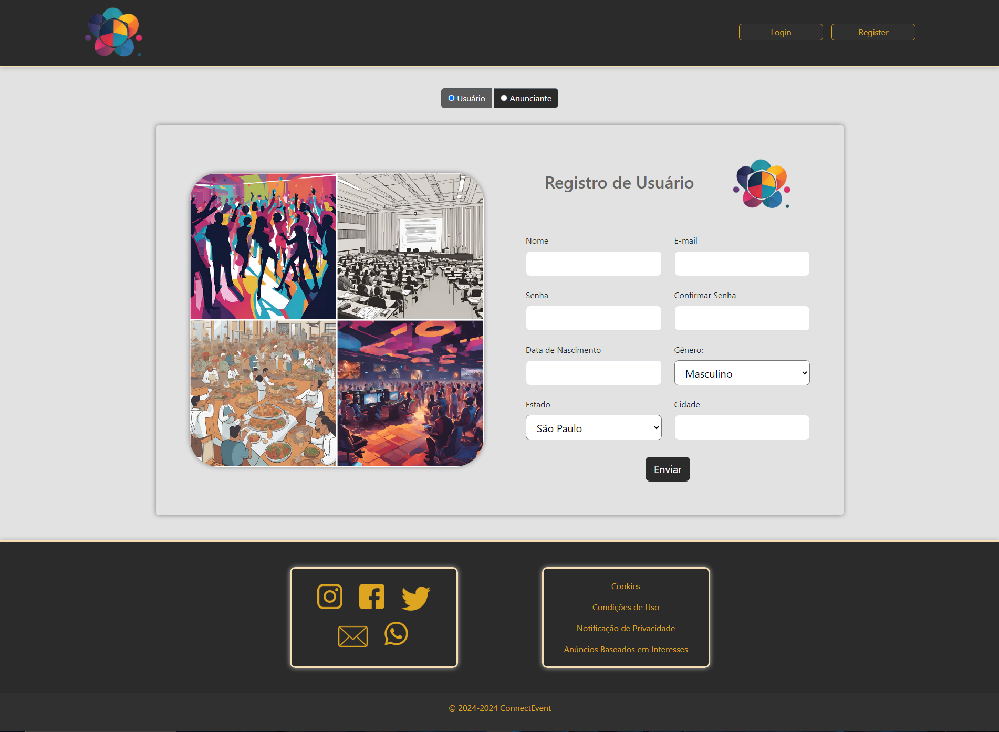 Login
Register
Usuário
Anunciante
Registro de Usuário
Nome
E-mail
Senha
Confirmar Senha
Data de Nascimento
Gênero:
Masculino
Estado
Cidade
São Paulo
Enviar
Cookies
Condições de Uso
Notificação de Privacidade
Anúncios Baseados em Interesses
© 2024-2024 ConnectEvent